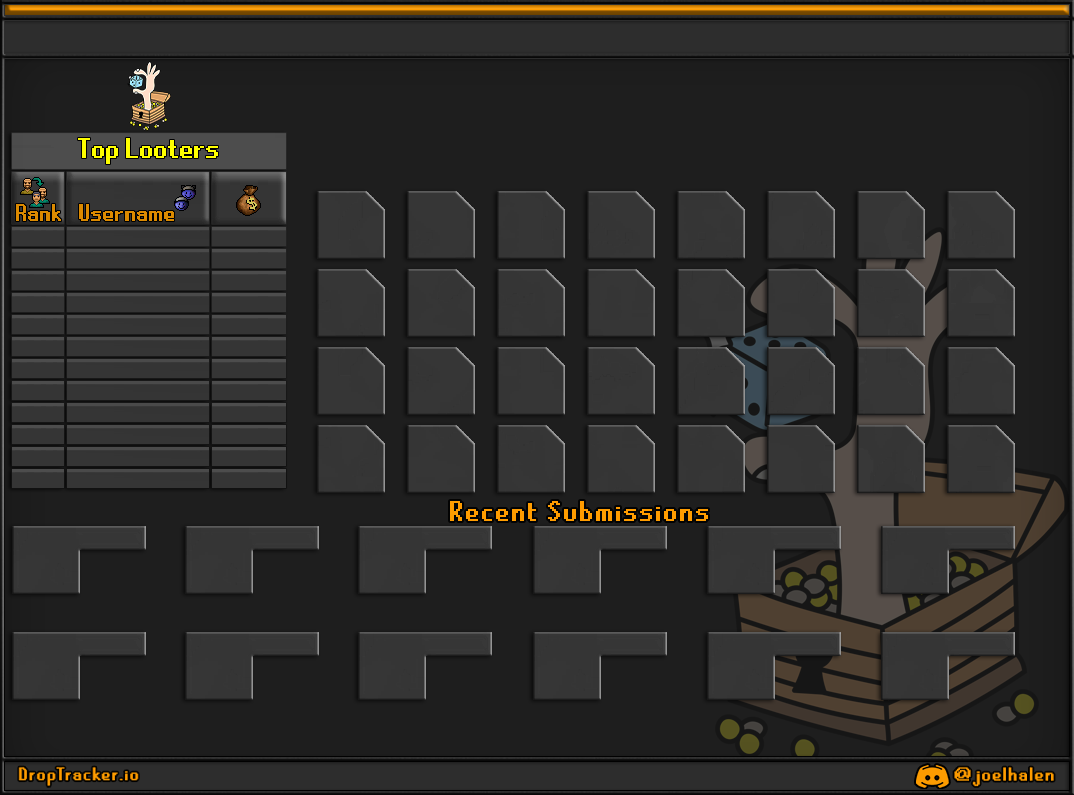 Top Looters
Rank
Username
Recent Submissions
DropTracker.io
@joelhalen